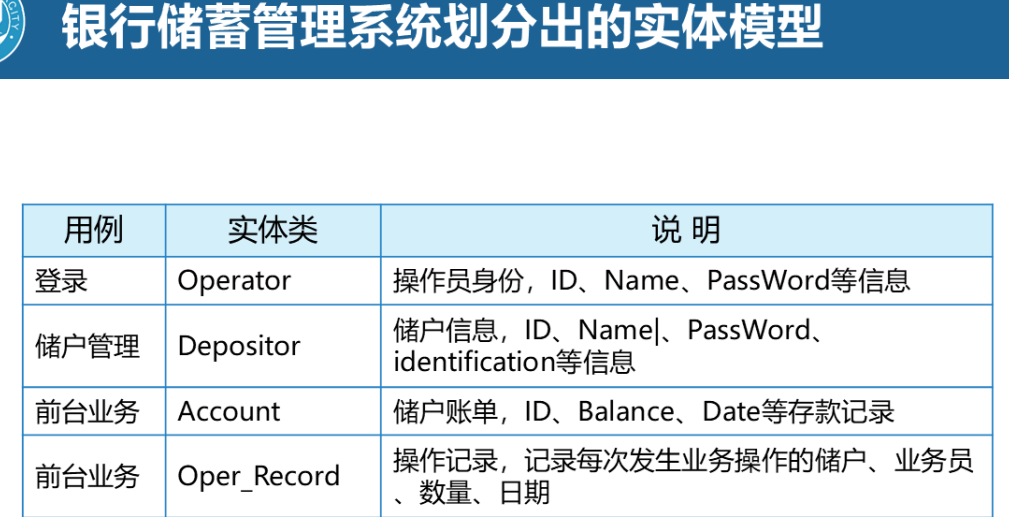 CITY
银行储蓄管理系统划分出的实体模型
用例 实体类 说 明
登录 Operator 操作员身份，ID、Name、PassWord等信息
储户管理 Depositor 储户信息，ID、Name|、PassWord、
identification等信息
前台业务 Account 储户账单，ID、Balance、Date等存款记录
前台业务 Oper_Record 操作记录，记录每次发生业务操作的储户、业务员
、数量、日期